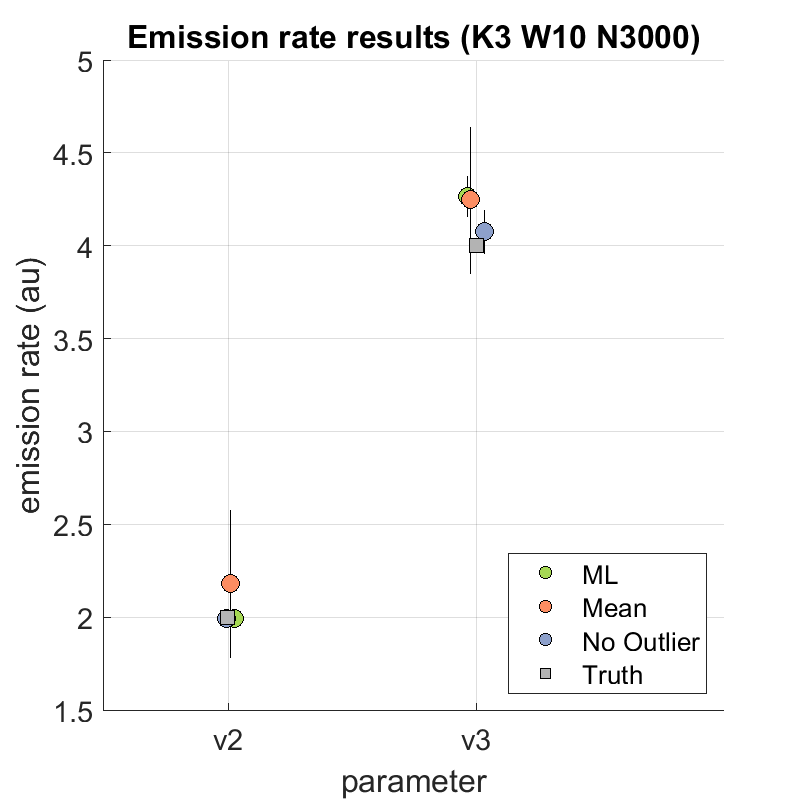 Emission rate results (K3 W10 N3000)
5
4.5
4
3.5
3
2.5
2
1.5
emission rate (au)
v2
v3
parameter
ML
Mean
No Outlier
Truth